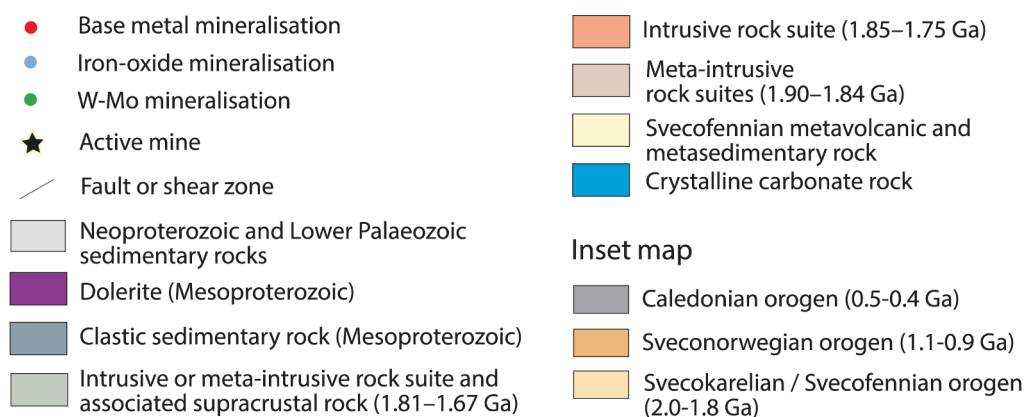 Base metal mineralisation
Iron-oxide mineralisation
W-Mo mineralisation
Active mine
Fault or shear zone
Neoproterozoic and Lower Palaeozoic
sedimentary rocks
Dolerite (Mesoproterozoic)
Clastic sedimentary rock (Mesoproterozoic)
Intrusive or meta-intrusive rock suite and
associated supracrustal rock (1.81–1.67 Ga)
Intrusive rock suite (1.85–1.75 Ga)
Meta-intrusive
rock suites (1.90–1.84 Ga)
Svecofennian metavolcanic and
metasedimentary rock
Crystalline carbonate rock
Inset map
Caledonian orogen (0.5-0.4 Ga)
Sveconorwegian orogen (1.1-0.9 Ga)
Svecokarelian / Svecofennian orogen
(2.0-1.8 Ga)